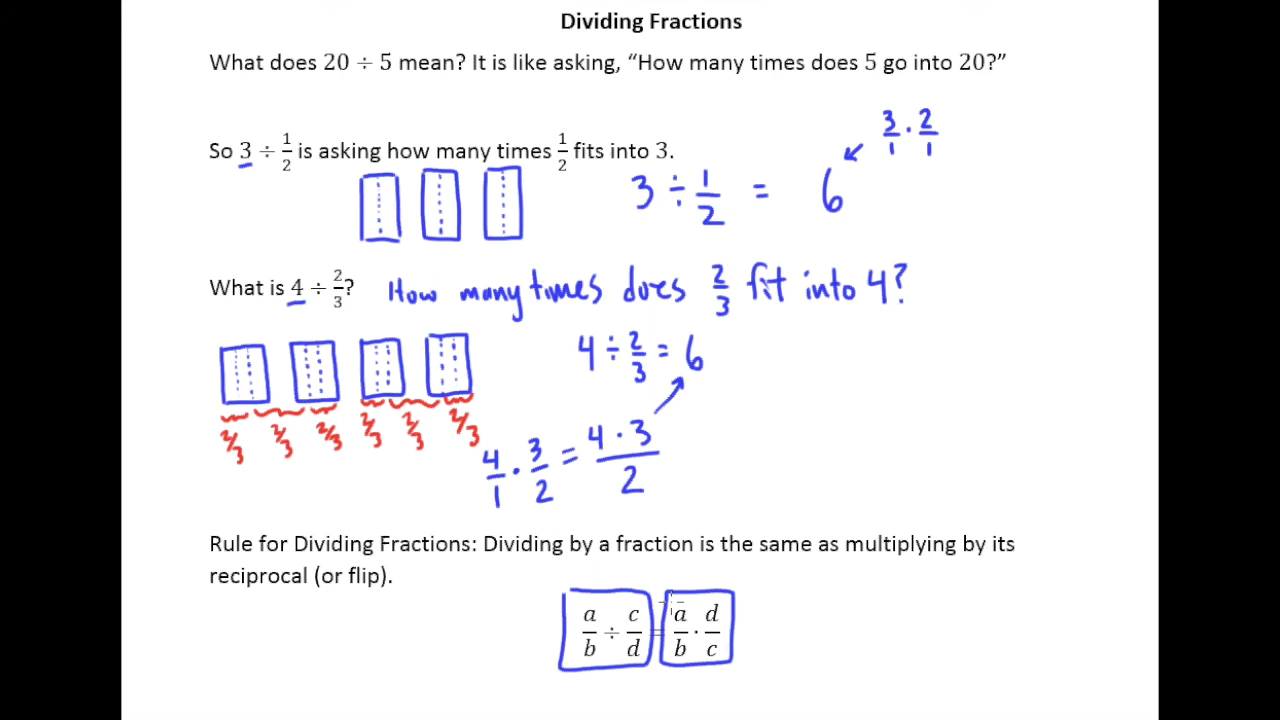 Dividing Fractions
What does 20 ÷ 5 mean? It is like asking, “How many times does 5 go into 20?”
3/1 · 2/1
So 3 ÷ 1/2 is asking how many times 1/2 fits into 3.
3 ÷ 1/2 = 6
What is 4 ÷ 2/3? How many times does 2/3 fit into 4?
4 ÷ 2/3 = 6
2/3 2/3 2/3 2/3 2/3 2/3
4/1 · 3/2 = 4 · 3/2
Rule for Dividing Fractions: Dividing by a fraction is the same as multiplying by its
reciprocal (or flip).
a/b ÷ c/d = a/b · d/c